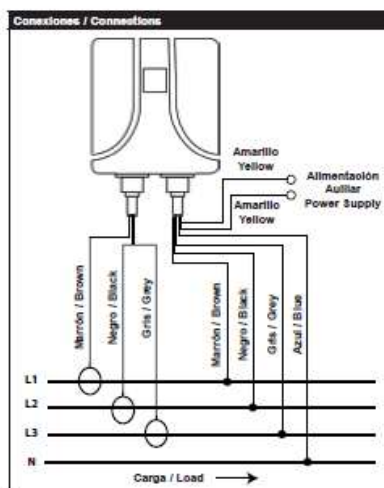 Conexiones / Connections
Amarillo
Yellow
Alimentación
Auiliar
Power Supply
Amarillo
Yellow
Marrón / Brown
Negro / Black
Gris / Grey
Marrón / Brown
Negro / Black
Gris / Grey
Azul / Blue
L1
L2
L3
N
Carga / Load